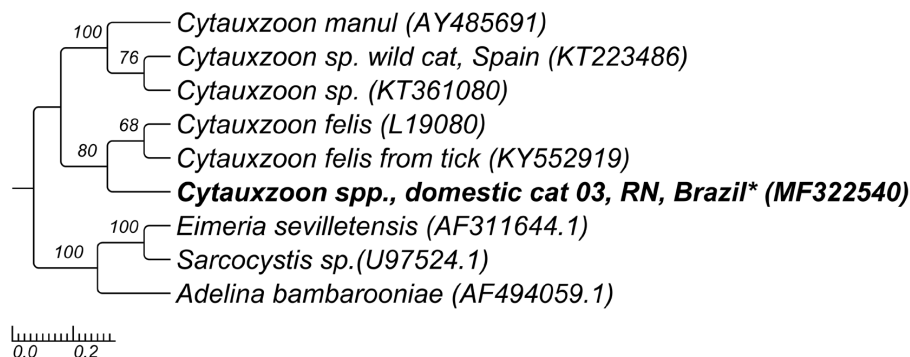 100
Cytauxzoon manul (AY485691)
76
Cytauxzoon sp. wild cat, Spain (KT223486)
Cytauxzoon sp. (KT361080)
68
Cytauxzoon felis (L19080)
80
Cytauxzoon felis from tick (KY552919)
Cytauxzoon spp., domestic cat 03, RN, Brazil* (MF322540)
100
Eimeria sevilletensis (AF311644.1)
100
Sarcocystis sp.(U97524.1)
Adelina bambarooniae (AF494059.1)
0.0 0.2